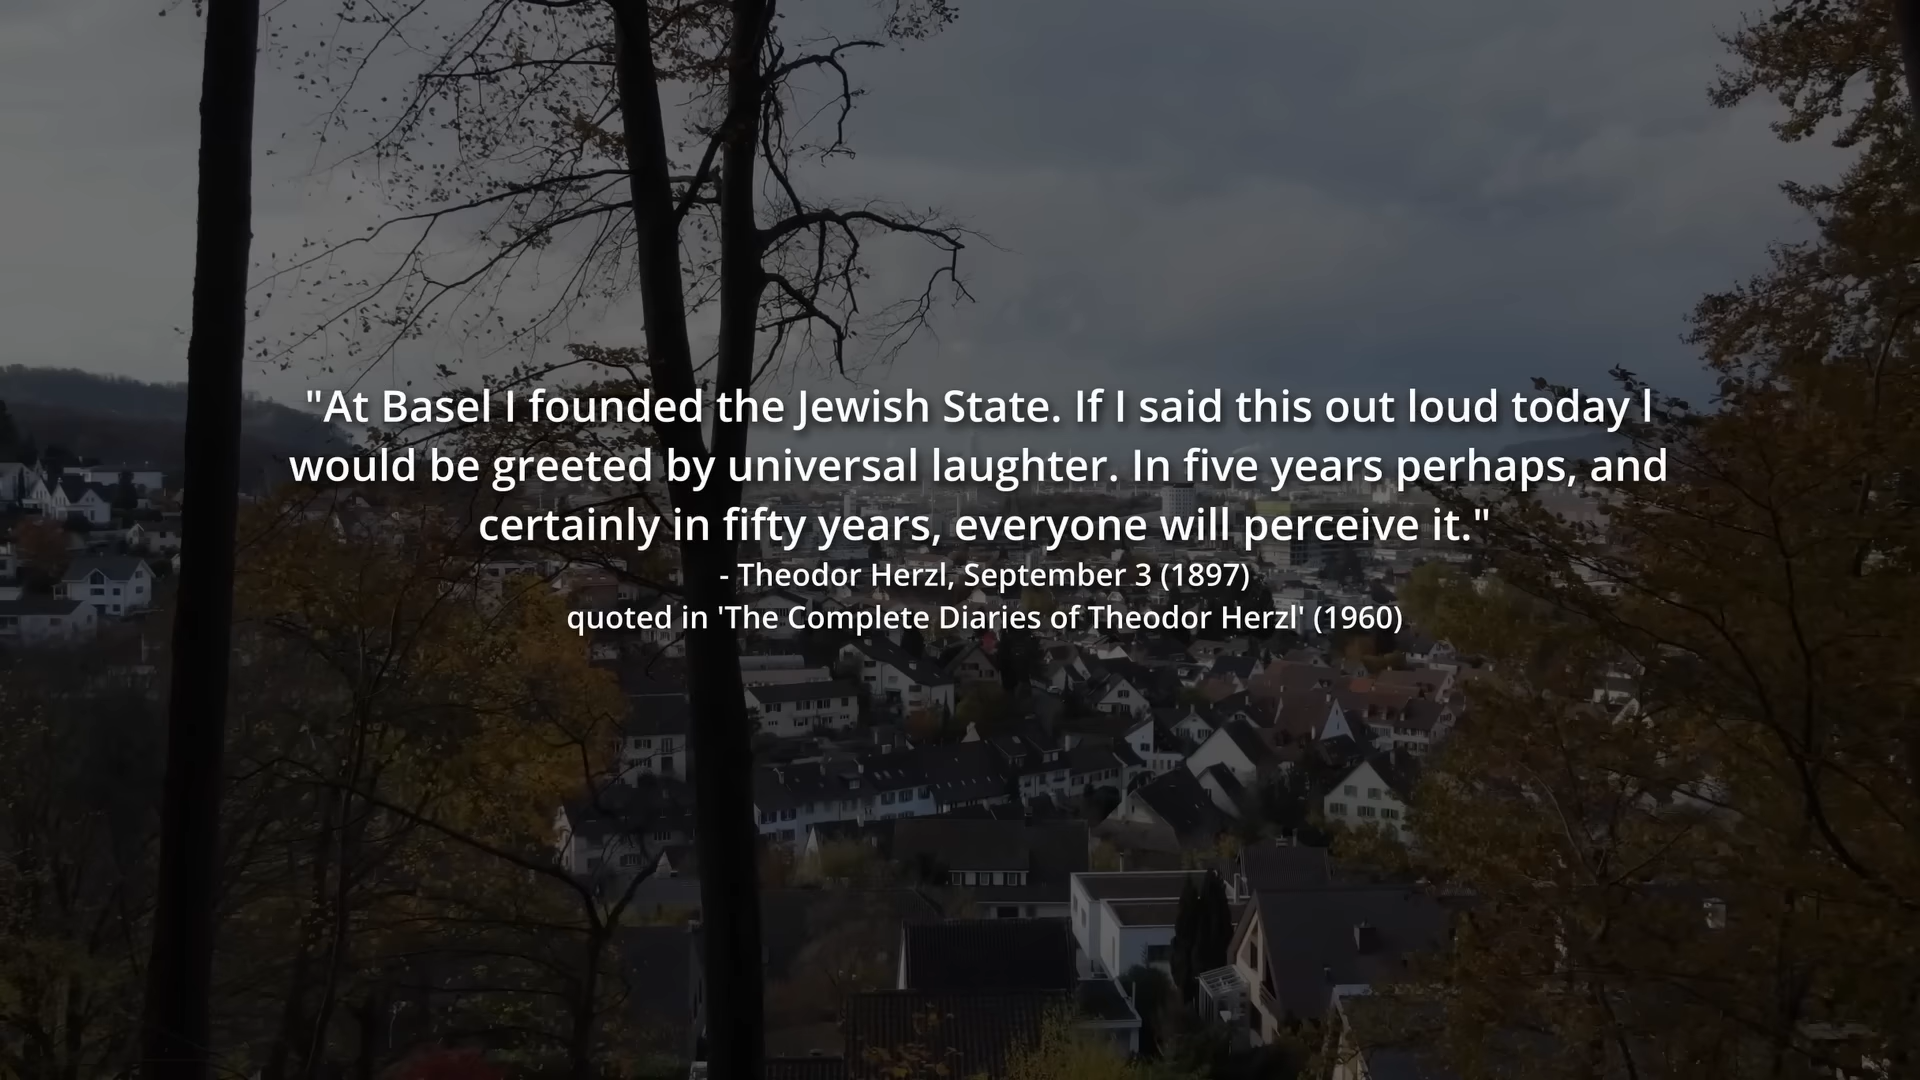 "At Basel I founded the Jewish State. If I said this out loud today l
would be greeted by universal laughter. In five years perhaps, and
certainly in fifty years, everyone will perceive it."
- Theodor Herzl, September 3 (1897)
quoted in 'The Complete Diaries of Theodor Herzl' (1960)